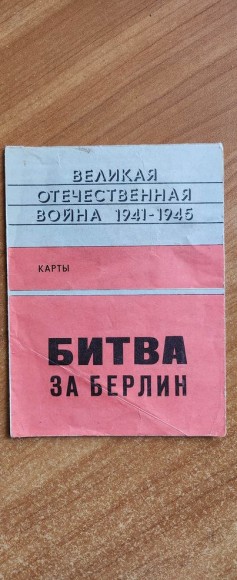 ВЕЛИКАЯ
ОТЕЧЕСТВЕННАЯ
ВОЙНА 1941-1945
КАРТЫ
БИТВА
ЗА БЕРЛИН